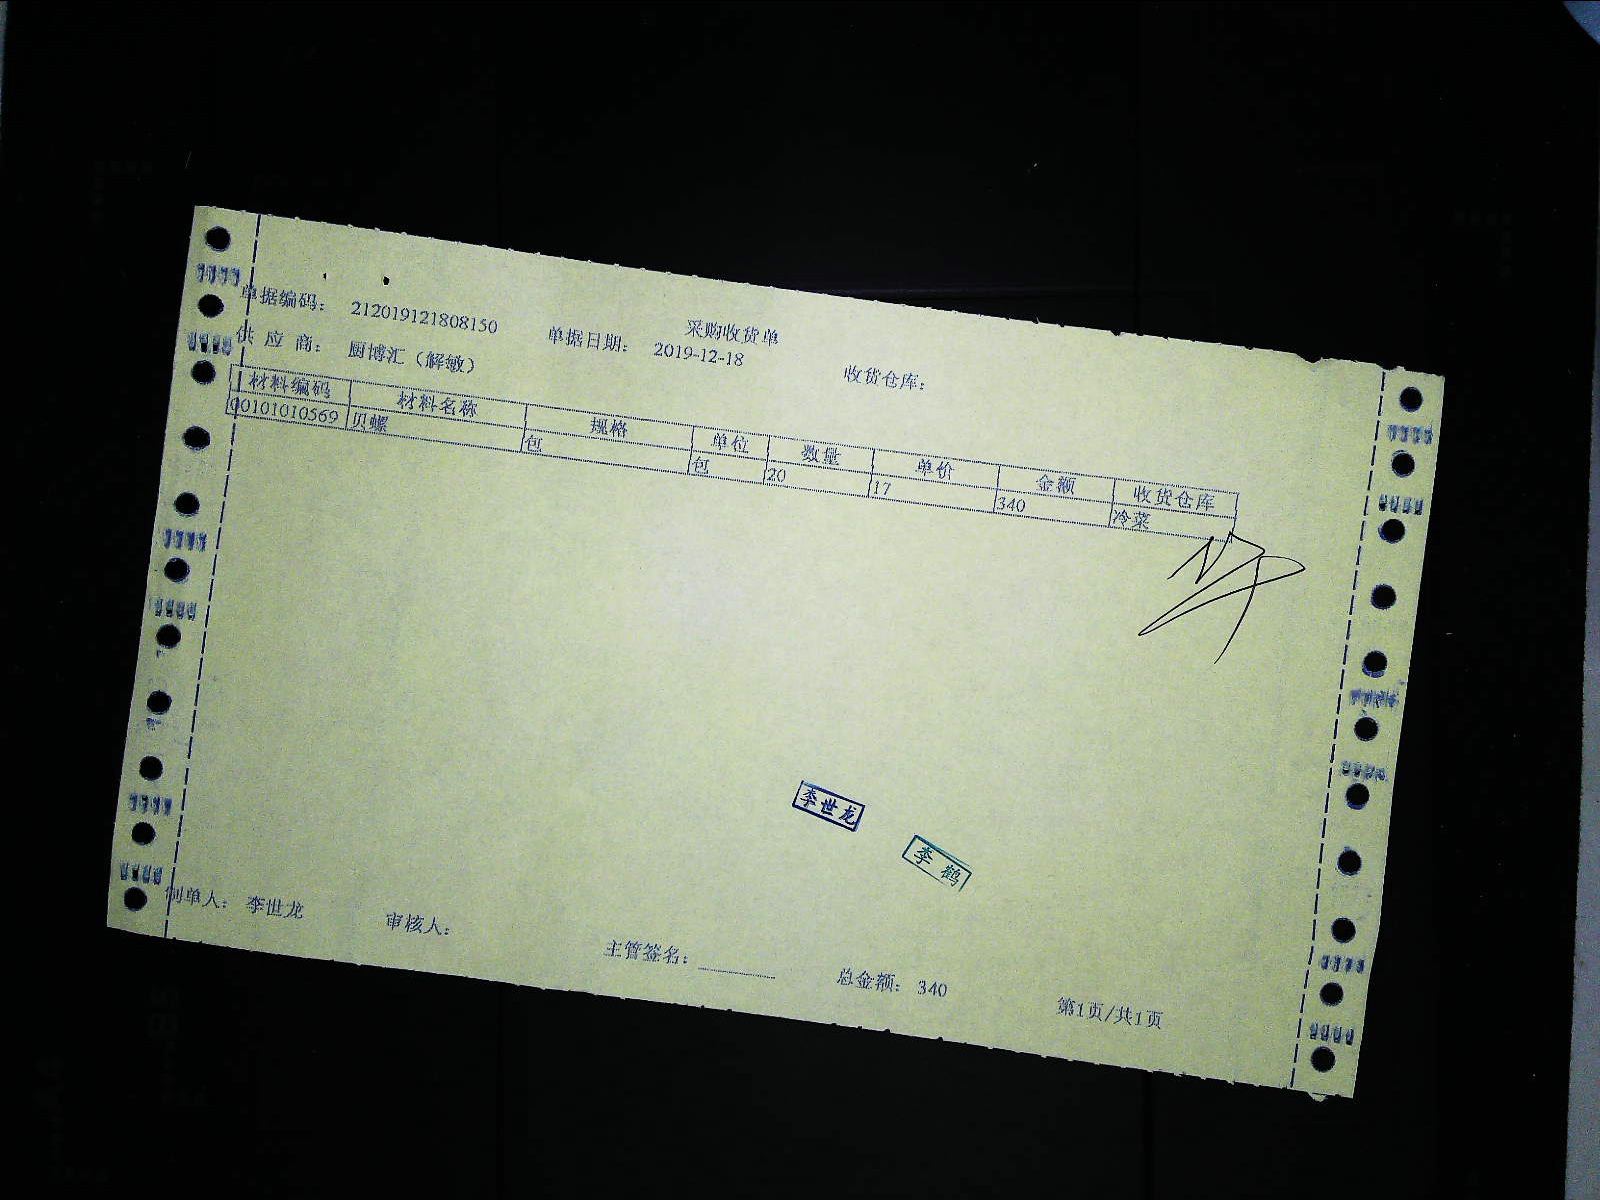 采购收货单
单据编码： 212019121808150 单据日期： 2019-12-18 收货仓库：
供 应 商： 厨博汇（解敏）
材料编码 材料名称 规格 单位 数量 单价 金额 收货仓库
00101010569 贝螺 包 包 20 17 340 冷菜
李世龙
李鹤
制单人： 李世龙 审核人： 主管签名： 总金额： 340 第1页/共1页